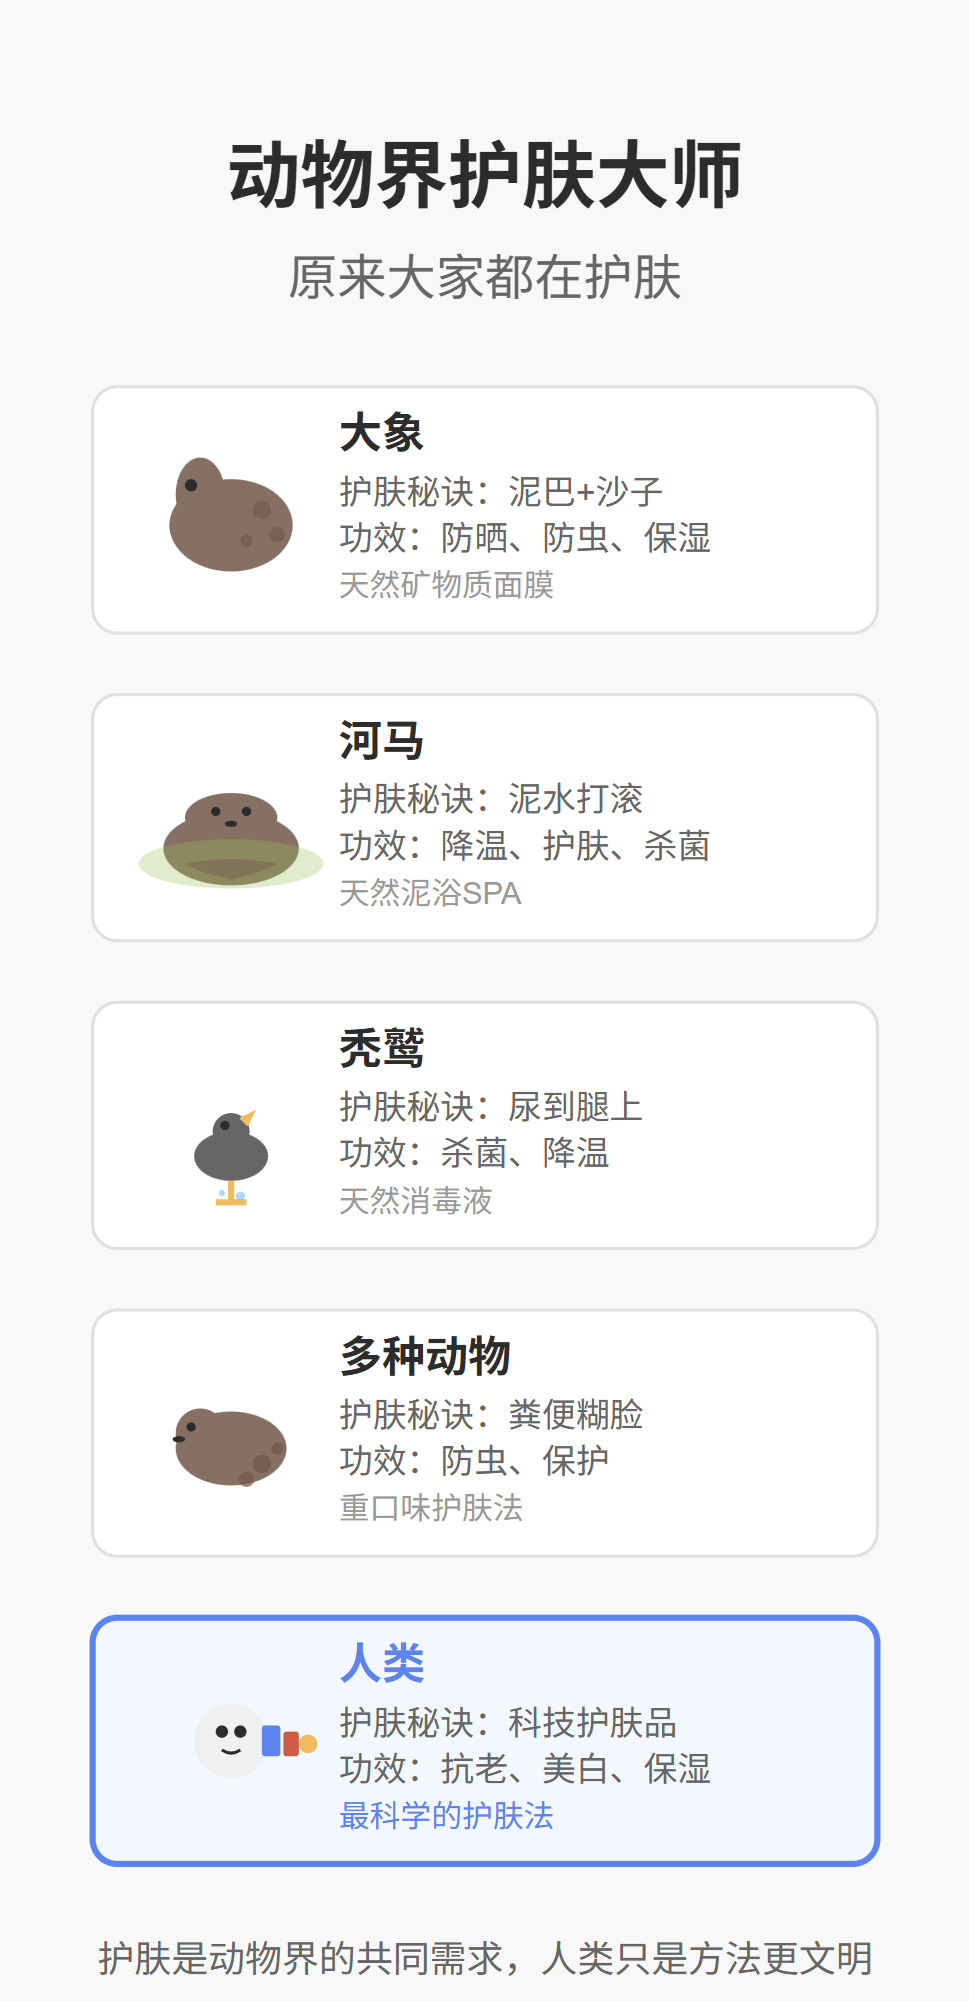 动物界护肤大师
原来大家都在护肤
大象
护肤秘诀：泥巴+沙子
功效：防晒、防虫、保湿
天然矿物质面膜
河马
护肤秘诀：泥水打滚
功效：降温、护肤、杀菌
天然泥浴SPA
秃鹫
护肤秘诀：尿到腿上
功效：杀菌、降温
天然消毒液
多种动物
护肤秘诀：粪便糊脸
功效：防虫、保护
重口味护肤法
人类
护肤秘诀：科技护肤品
功效：抗老、美白、保湿
最科学的护肤法
护肤是动物界的共同需求，人类只是方法更文明